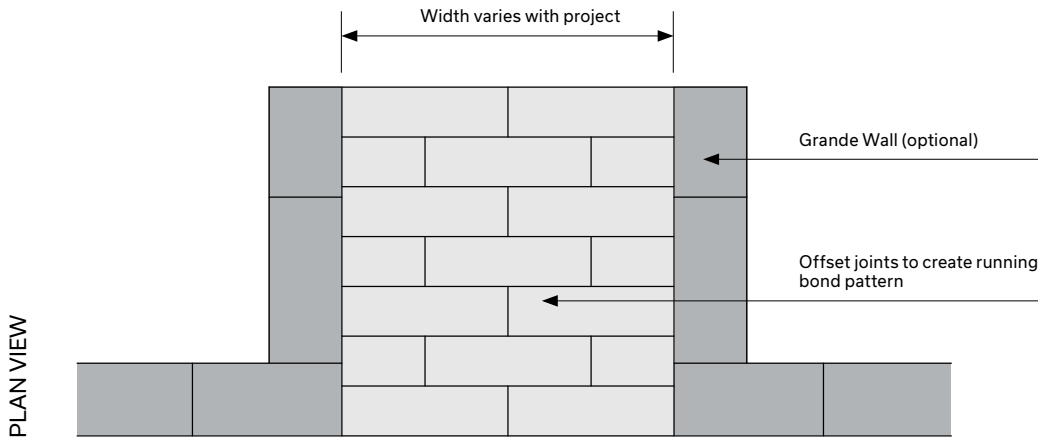 Width varies with project
Grande Wall (optional)
Offset joints to create running
bond pattern
PLAN VIEW